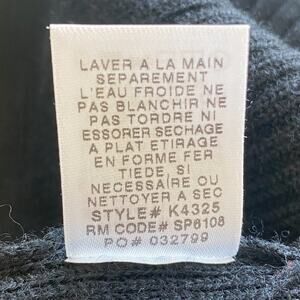 LAVER A LA MAIN
SEPAREMENT
L'EAU FROIDE NE
PAS BLANCHIR NE
PAS TORDRE NI
ESSORER SECHAGE
A PLAT ETIRAGE
EN FORME FER
TIEDE, SI
NECESSAIRE OU
NETTOYER A SEC
STYLE# K4325
RM CODE# SP6108
PO# 032799